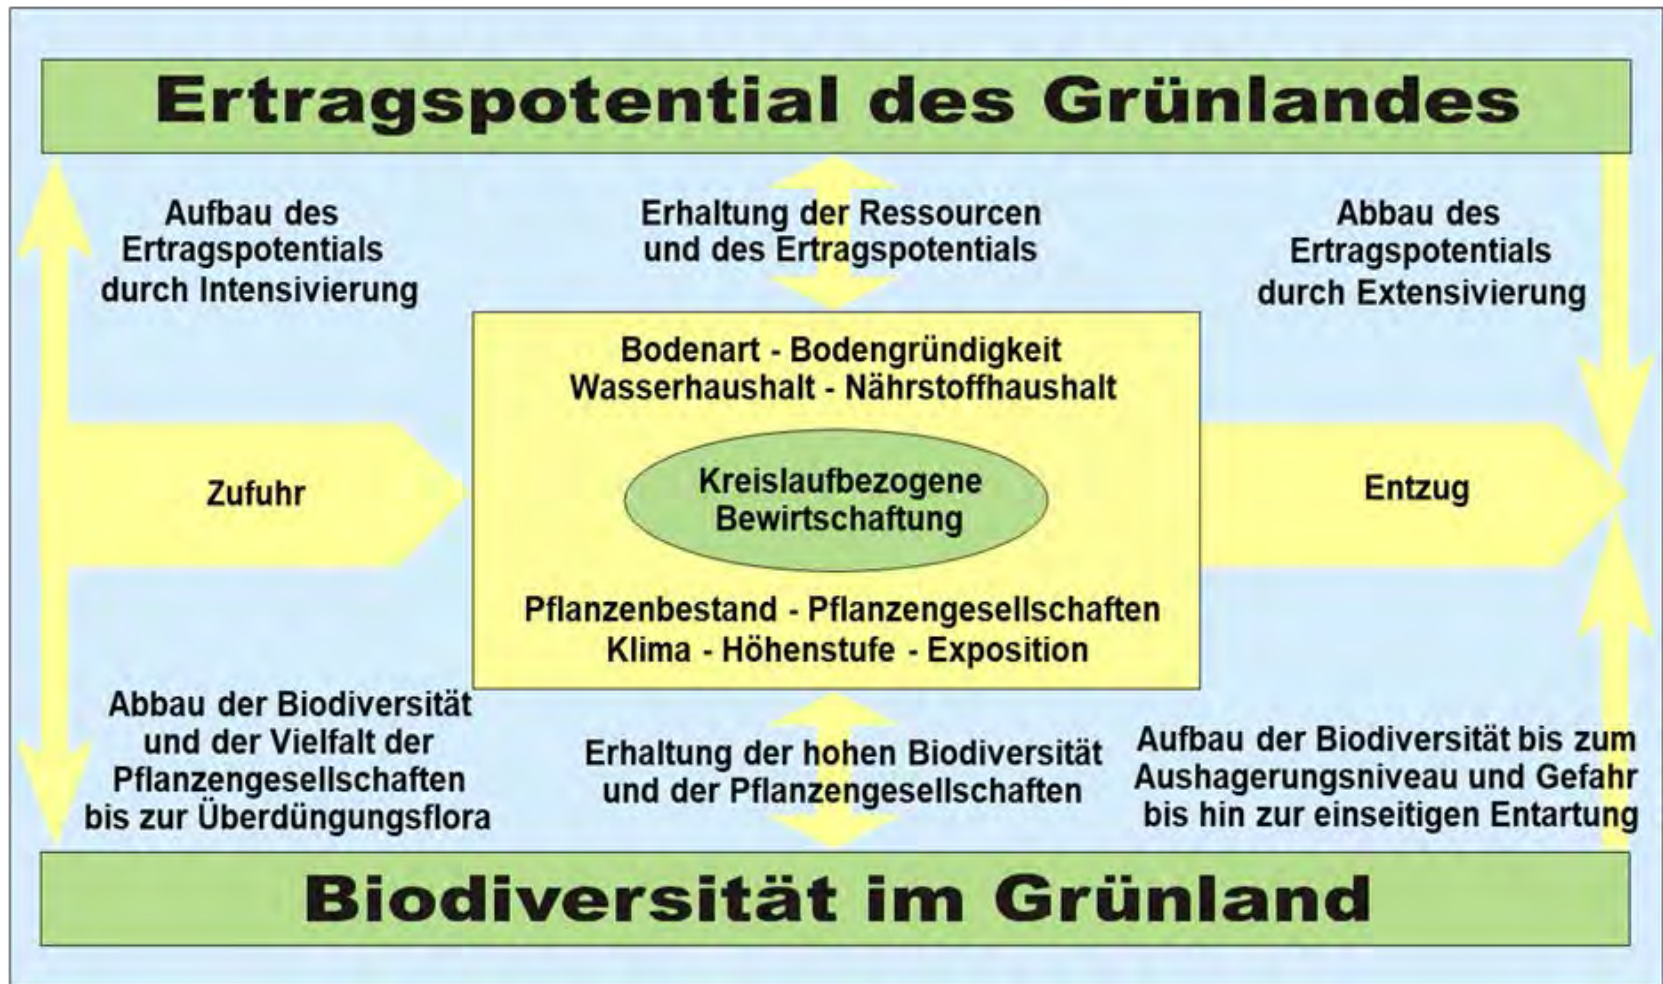 Ertragspotential des Grünlandes
Aufbau des
Ertragspotentials
durch Intensivierung
Erhaltung der Ressourcen
und des Ertragspotentials
Abbau des
Ertragspotentials
durch Extensivierung
Bodenart - Bodengründigkeit
Wasserhaushalt - Nährstoffhaushalt
Zufuhr
Kreislaufbezogene
Bewirtschaftung
Entzug
Pflanzenbestand - Pflanzengesellschaften
Klima - Höhenstufe - Exposition
Abbau der Biodiversität
und der Vielfalt der
Pflanzengesellschaften
bis zur Überdüngungsflora
Erhaltung der hohen Biodiversität
und der Pflanzengesellschaften
Aufbau der Biodiversität bis zum
Aushagerungsniveau und Gefahr
bis hin zur einseitigen Entartung
Biodiversität im Grünland